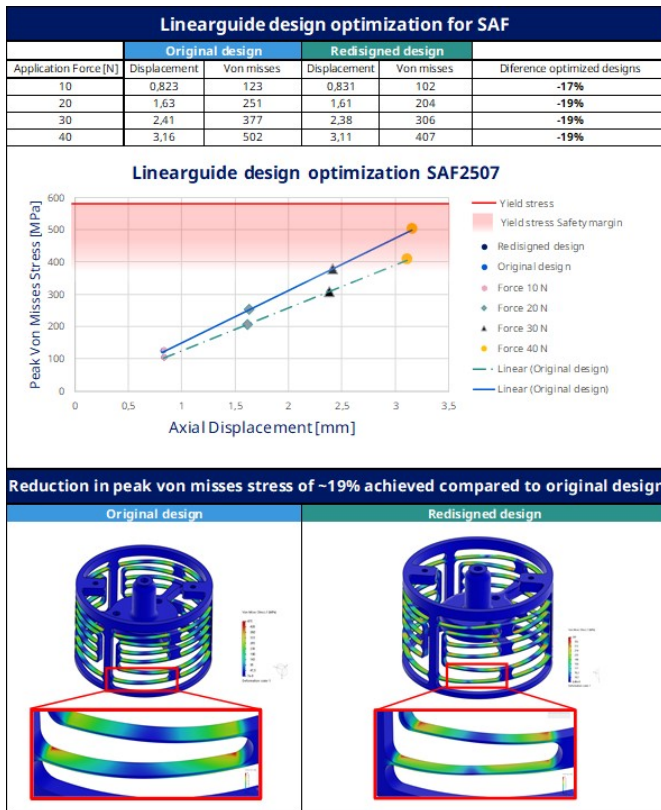 Linearguide design optimization for SAF
Original design Redisigned design
Application Force [N] Displacement Von misses Displacement Von misses Diference optimized designs
10 0,823 123 0,831 102 -17%
20 1,63 251 1,61 204 -19%
30 2,41 377 2,38 306 -19%
40 3,16 502 3,11 407 -19%
Linearguide design optimization SAF2507
Peak Von Misses Stress [MPa]
600
500
400
300
200
100
0
0 0,5 1 1,5 2 2,5 3 3,5
Axial Displacement [mm]
Yield stress
Yield stress Safety margin
Redisigned design
Original design
Force 10 N
Force 20 N
Force 30 N
Force 40 N
Linear (Original design)
Linear (Original design)
Reduction in peak von misses stress of ~19% achieved compared to original design
Original design Redisigned design